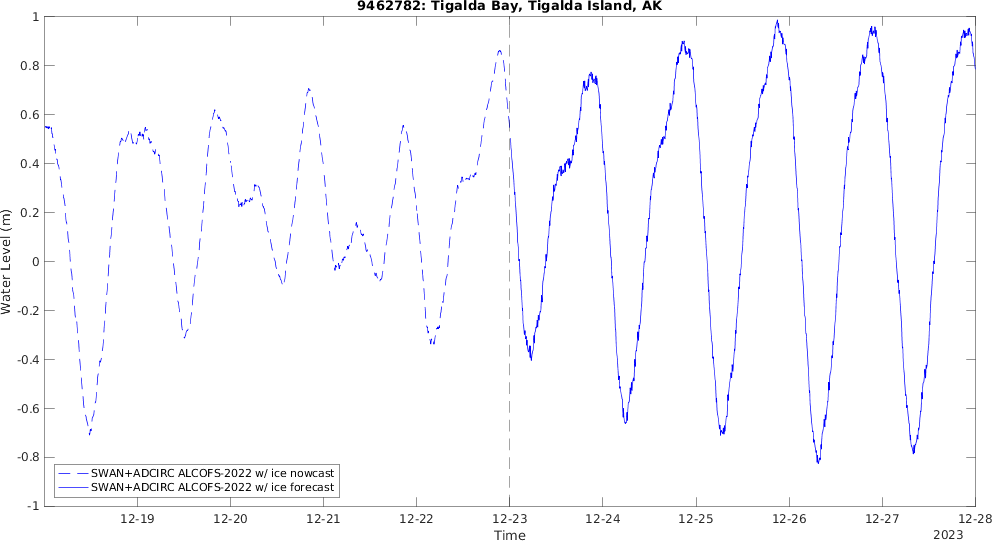 9462782: Tigalda Bay, Tigalda Island, AK
1
0.8
0.6
0.4
0.2
0
-0.2
-0.4
-0.6
-0.8
-1
Water Level (m)
SWAN+ADCIRC ALCOFS-2022 w/ ice nowcast
SWAN+ADCIRC ALCOFS-2022 w/ ice forecast
12-19 12-20 12-21 12-22 12-23 12-24 12-25 12-26 12-27 12-28
Time
2023